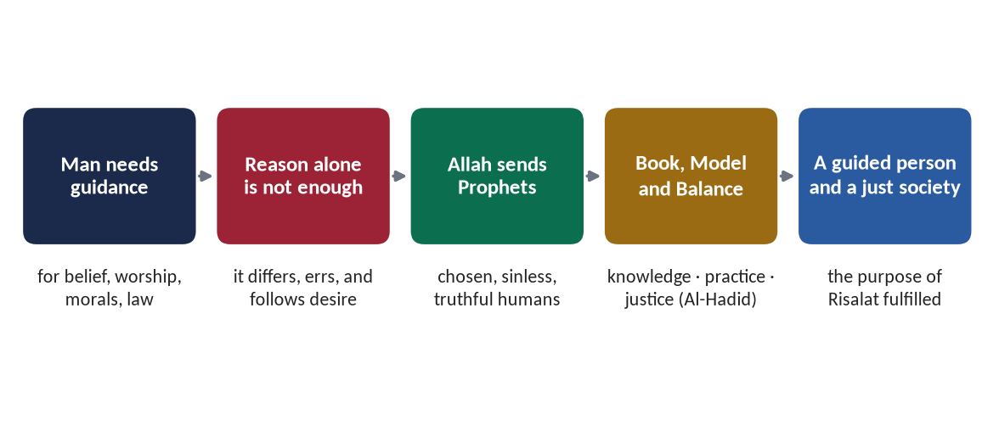 Man needs
guidance
for belief, worship,
morals, law
Reason alone
is not enough
it differs, errs, and
follows desire
Allah sends
Prophets
chosen, sinless,
truthful humans
Book, Model
and Balance
knowledge · practice ·
justice (Al-Hadid)
A guided person
and a just society
the purpose of
Risalat fulfilled